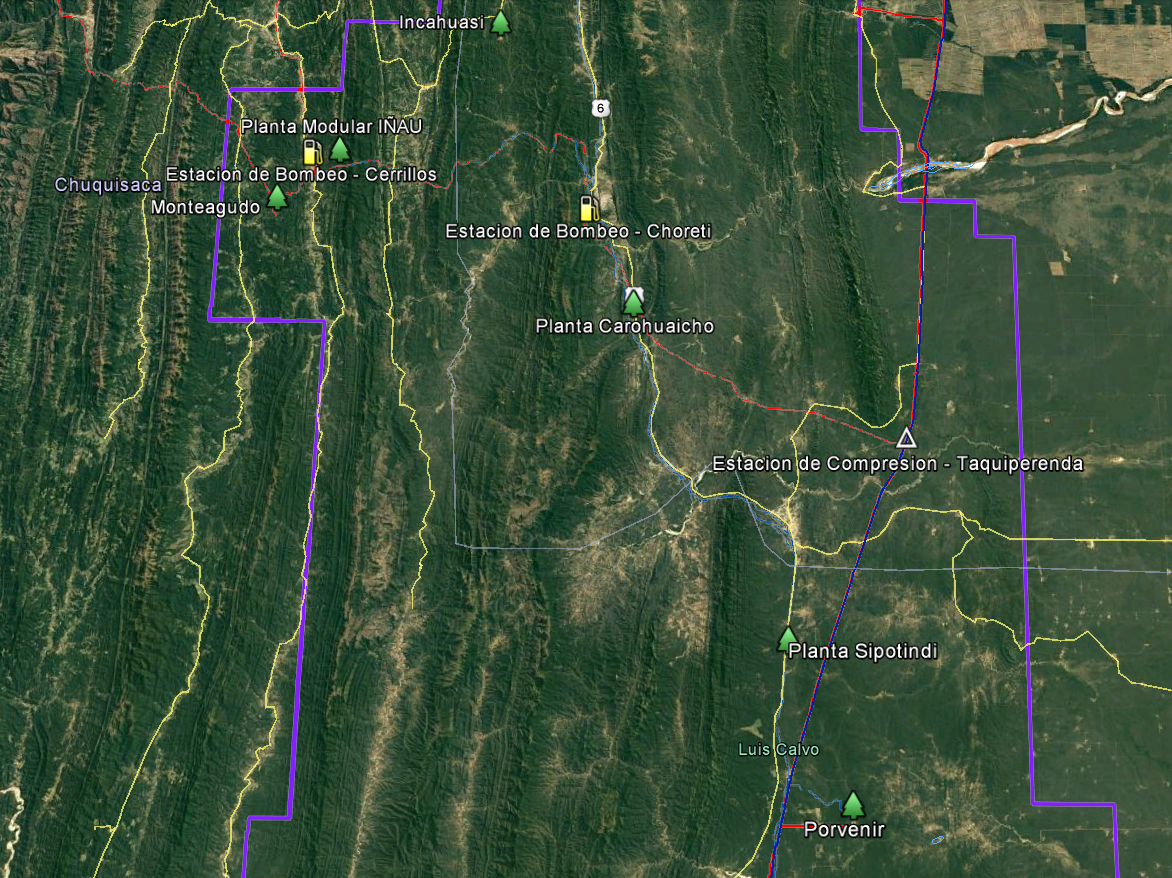 Incahuasi
6
Planta Modular IÑAU
Estacion de Bombeo - Cerrillos
Chuquisaca
Monteagudo
Estacion de Bombeo - Choreti
Planta Carohuaicho
Estacion de Compresion - Taquiperenda
Planta Sipotindi
Luis Calvo
Porvenir